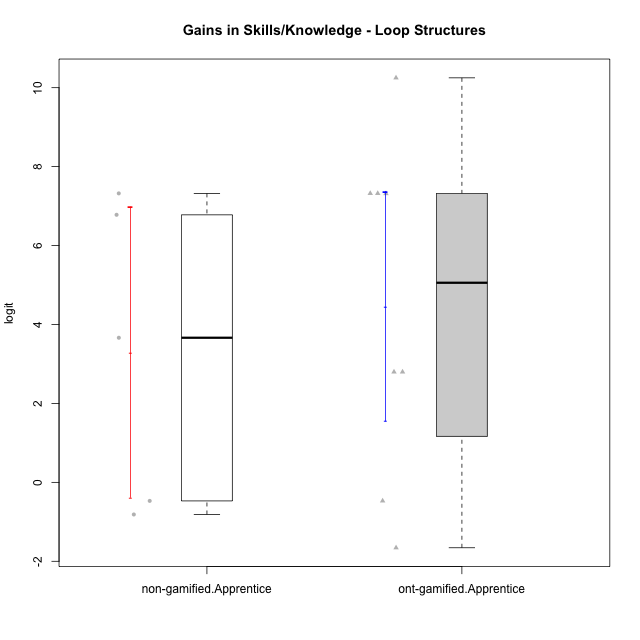 Gains in Skills/Knowledge - Loop Structures
10
8
6
4
2
0
-2
logit
non-gamified.Apprentice
ont-gamified.Apprentice